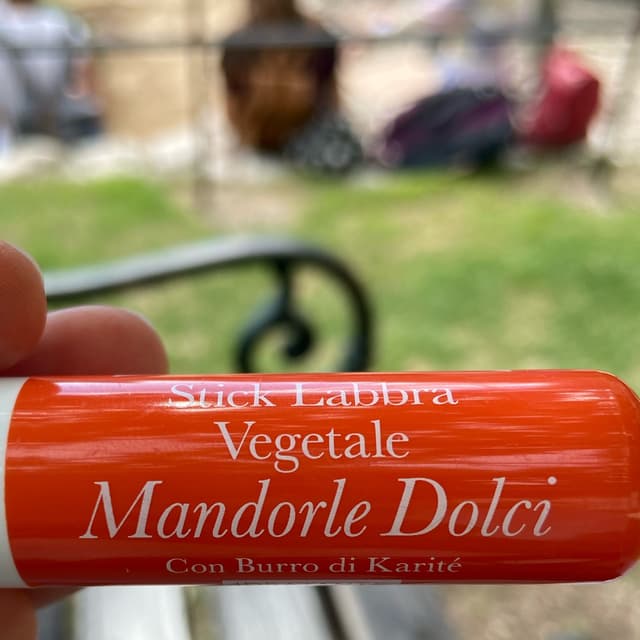 Stick Labbra
Vegetale
Mandorle Dolci
Con Burro di Karité